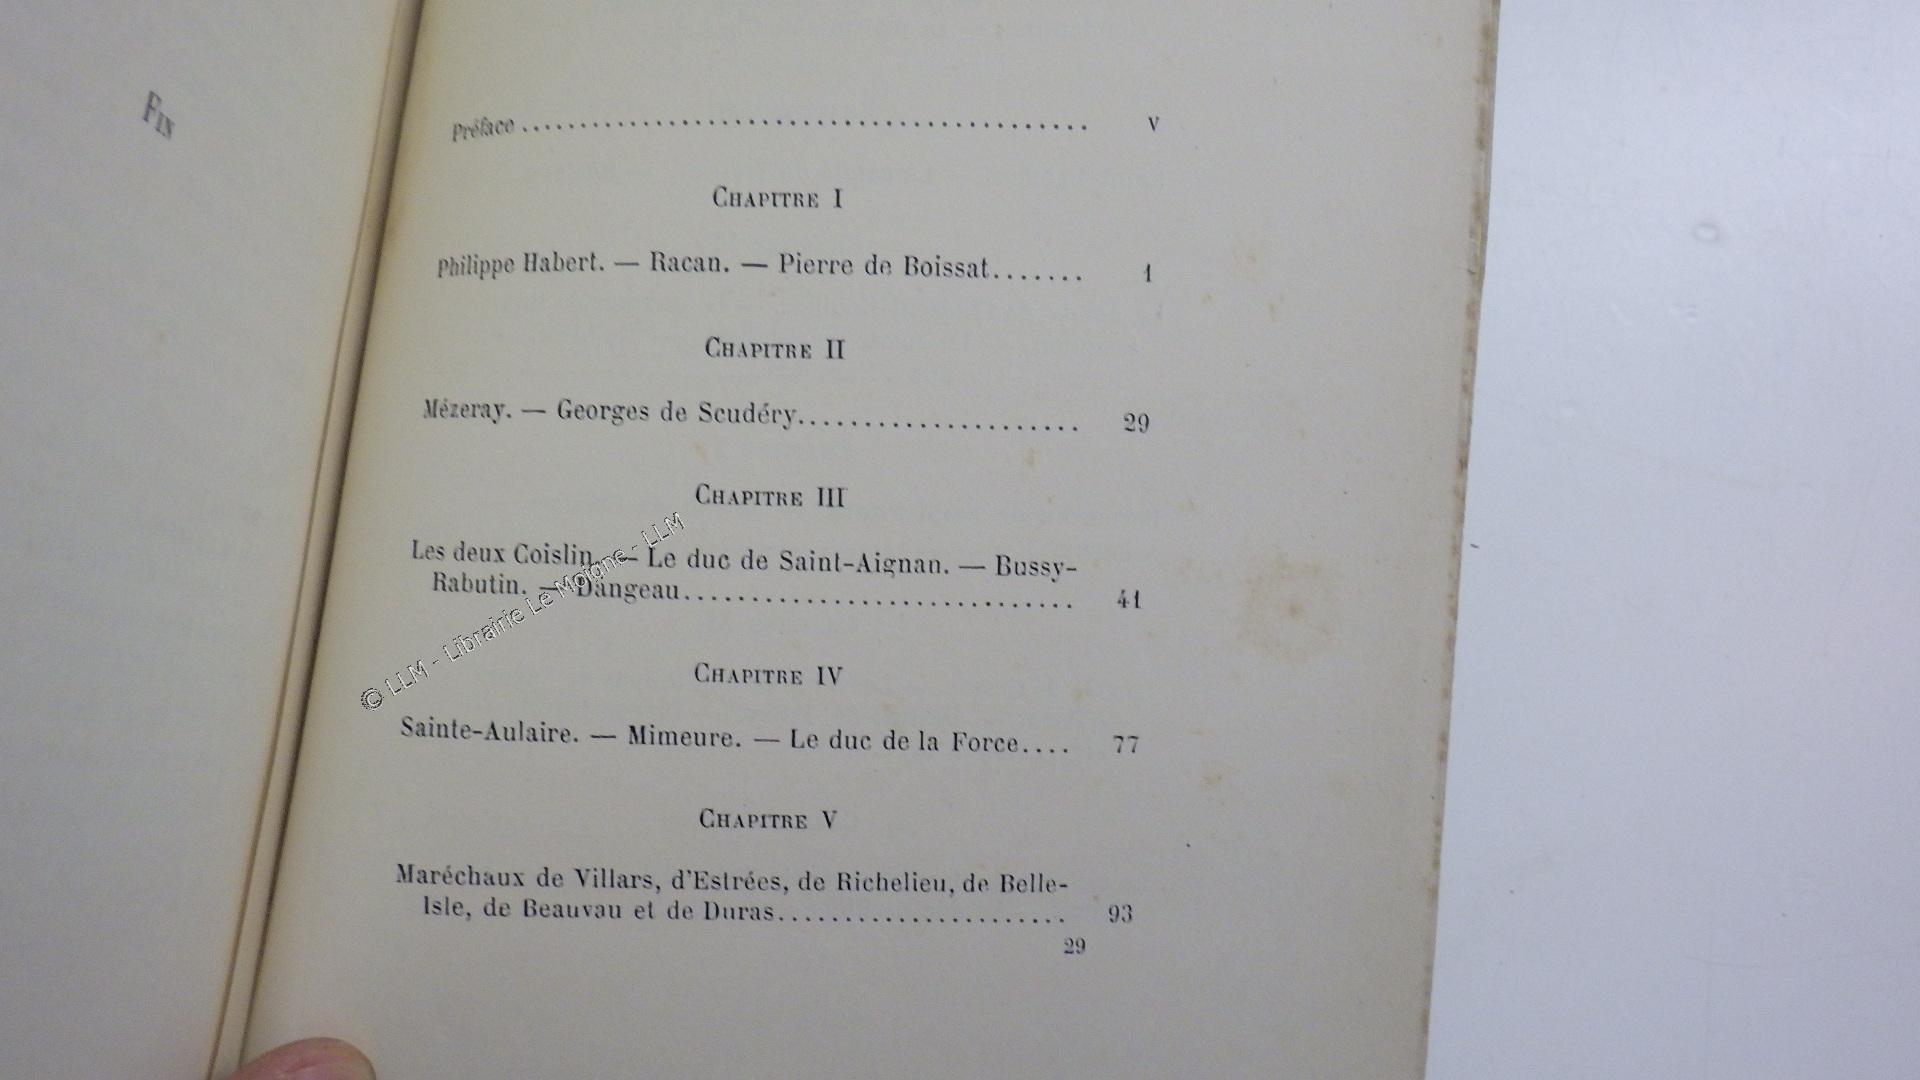 Fin
Préface............................................. V
Chapitre I
Philippe Habert. — Racan. — Pierre de Boissat....... 1
Chapitre II
Mézeray. — Georges de Scudéry...................... 29
Chapitre III
Les deux Coislin. — Le duc de Saint-Aignan. — Bussy-
Rabutin. — Dangeau.............................. 41
Chapitre IV
Sainte-Aulaire. — Mimeure. — Le duc de la Force.... 77
Chapitre V
Maréchaux de Villars, d'Estrées, de Richelieu, de Belle-
Isle, de Beauvau et de Duras...................... 93
29
© LLM - Librairie Le Moigne - LLM